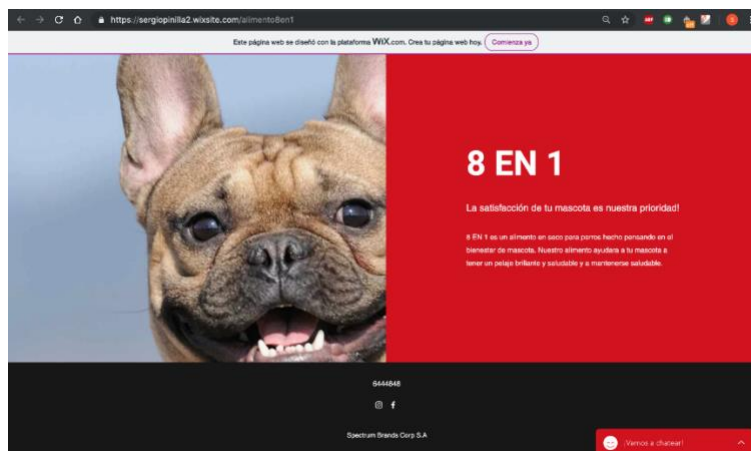 https://sergiopinilla2.wixsite.com/alimento8en1
Este página web se diseñó con la plataforma WiX.com. Crea tu página web hoy. Comienza ya
8 EN 1
La satisfacción de tu mascota es nuestra prioridad!
8 EN 1 es un alimento en seco para perros hecho pensando en el
bienestar de mascota. Nuestro alimento ayudara a tu mascota a
tener un pelaje brillante y saludable y a mantenerse saludable.
6444848
Spectrum Brands Corp S.A
¡Vamos a chatear!